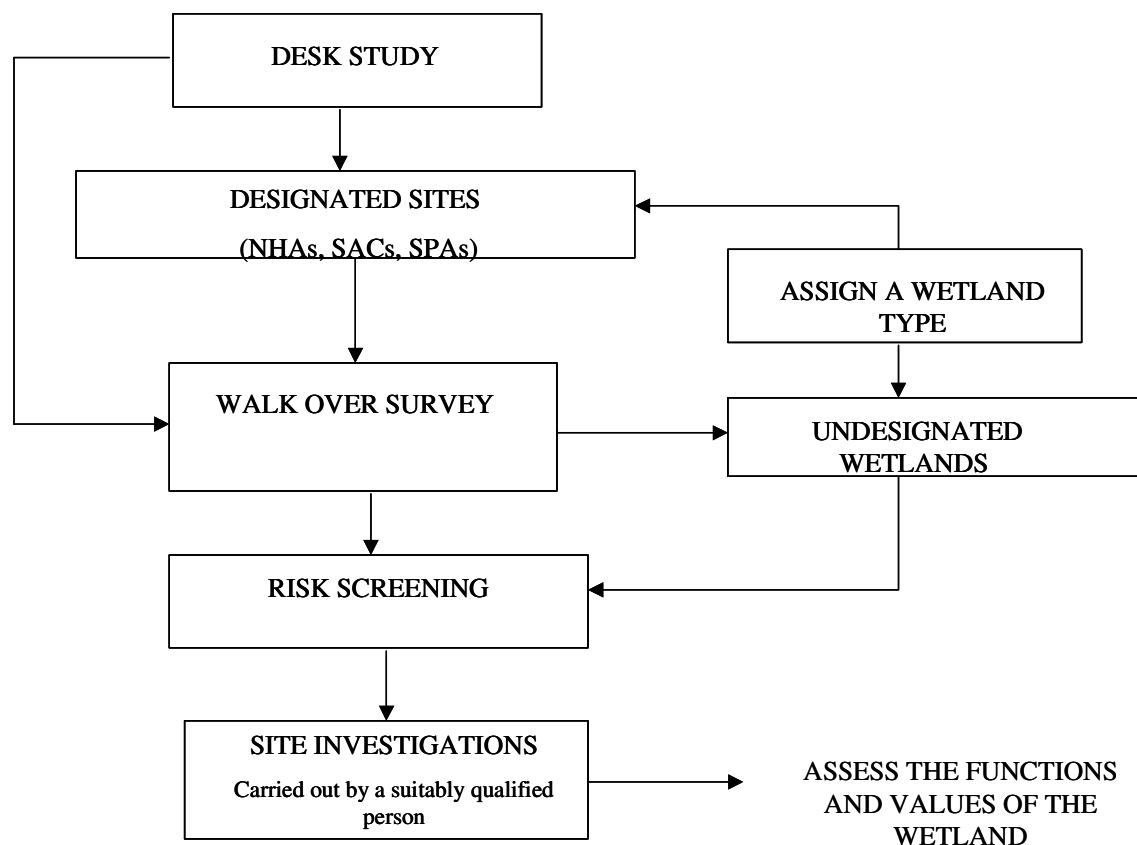 DESK STUDY
DESIGNATED SITES
(NHAs, SACs, SPAs)
ASSIGN A WETLAND
TYPE
WALK OVER SURVEY
UNDESIGNATED
WETLANDS
RISK SCREENING
SITE INVESTIGATIONS
Carried out by a suitably qualified
person
ASSESS THE FUNCTIONS
AND VALUES OF THE
WETLAND